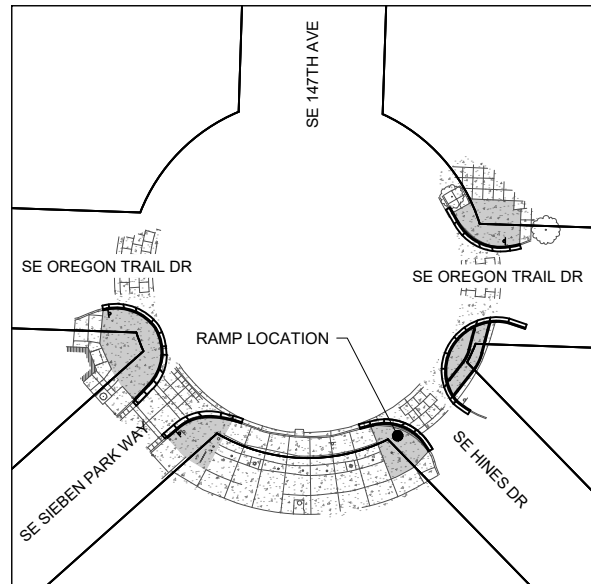 SE 147TH AVE
SE OREGON TRAIL DR
SE OREGON TRAIL DR
RAMP LOCATION
SE SIEBEN PARK WAY
SE HINES DR